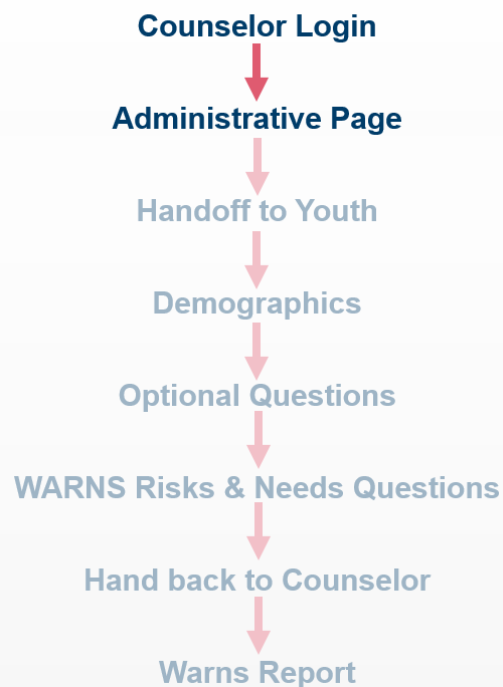 Counselor Login
Administrative Page
Handoff to Youth
Demographics
Optional Questions
WARNS Risks & Needs Questions
Hand back to Counselor
Warns Report